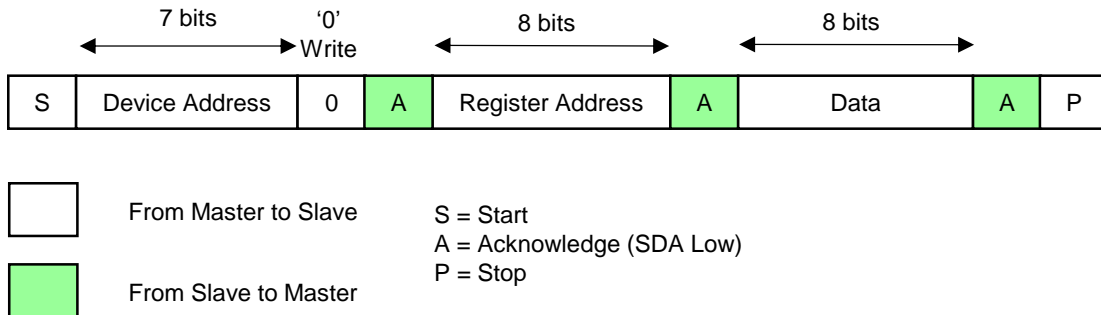 7 bits
‘0’
Write
8 bits
8 bits
S Device Address 0 A Register Address A Data A P
From Master to Slave
From Slave to Master
S = Start
A = Acknowledge (SDA Low)
P = Stop